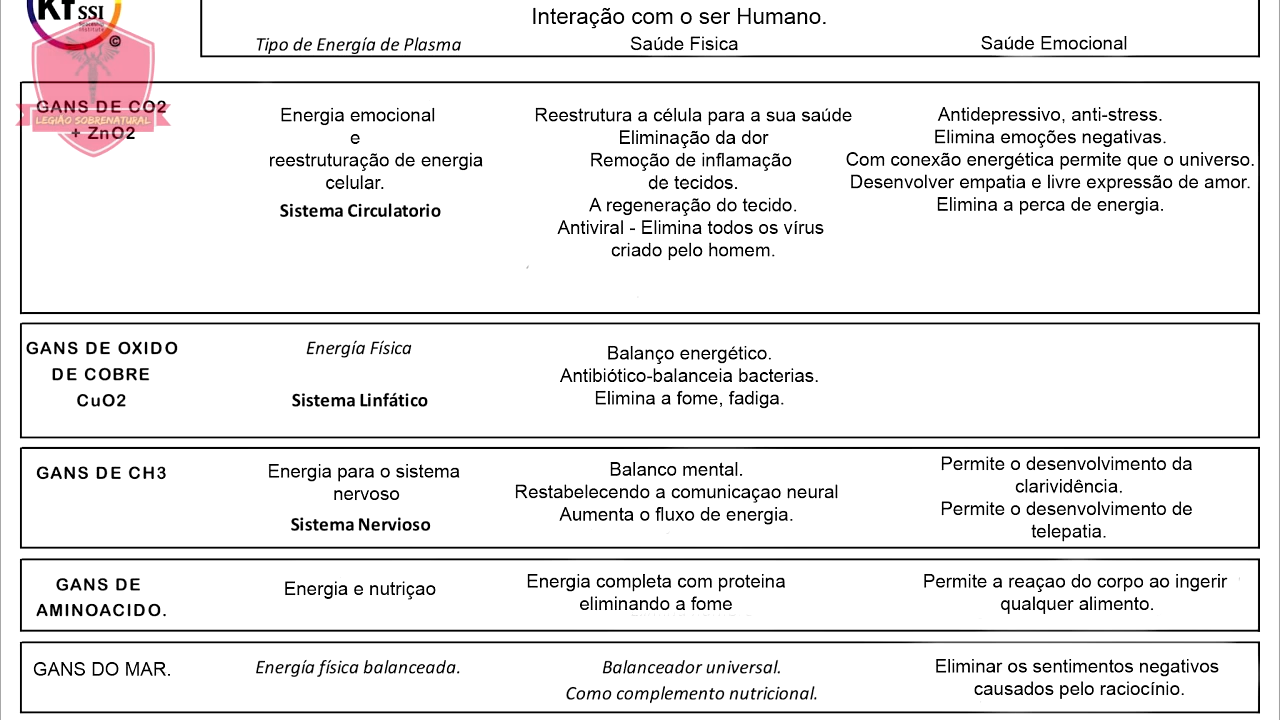 KfSSI
Spaceship
Institute
©
Interação com o ser Humano.
Tipo de Energía de Plasma
Saúde Fisica
Saúde Emocional
GANS DE CO2
LEGIÃO SOBRENATURAL
+ ZnO2
Energia emocional
e
reestruturação de energia
celular.
Sistema Circulatorio
Reestrutura a célula para a sua saúde
Eliminação da dor
Remoção de inflamação
de tecidos.
A regeneração do tecido.
Antiviral - Elimina todos os vírus
criado pelo homem.
Antidepressivo, anti-stress.
Elimina emoções negativas.
Com conexão energética permite que o universo.
Desenvolver empatia e livre expressão de amor.
Elimina a perca de energia.
GANS DE OXIDO
DE COBRE
CuO2
Energía Física
Sistema Linfático
Balanço energético.
Antibiótico-balanceia bacterias.
Elimina a fome, fadiga.
GANS DE CH3
Energia para o sistema
nervoso
Sistema Nervioso
Balanco mental.
Restabelecendo a comunicaçao neural
Aumenta o fluxo de energia.
Permite o desenvolvimento da
clarividência.
Permite o desenvolvimento de
telepatia.
GANS DE
AMINOACIDO.
Energia e nutriçao
Energia completa com proteina
eliminando a fome
Permite a reaçao do corpo ao ingerir
qualquer alimento.
GANS DO MAR.
Energía física balanceada.
Balanceador universal.
Como complemento nutricional.
Eliminar os sentimentos negativos
causados pelo raciocínio.